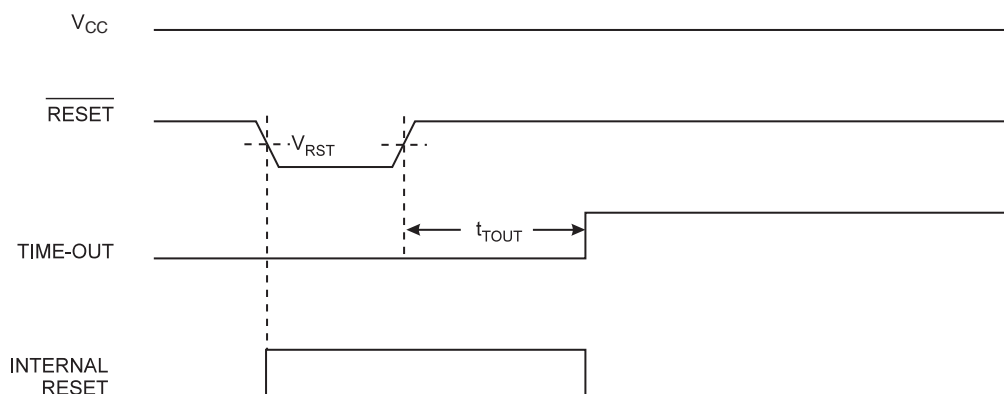 VCC
RESET
VRST
tTOUT
TIME-OUT
INTERNAL
RESET